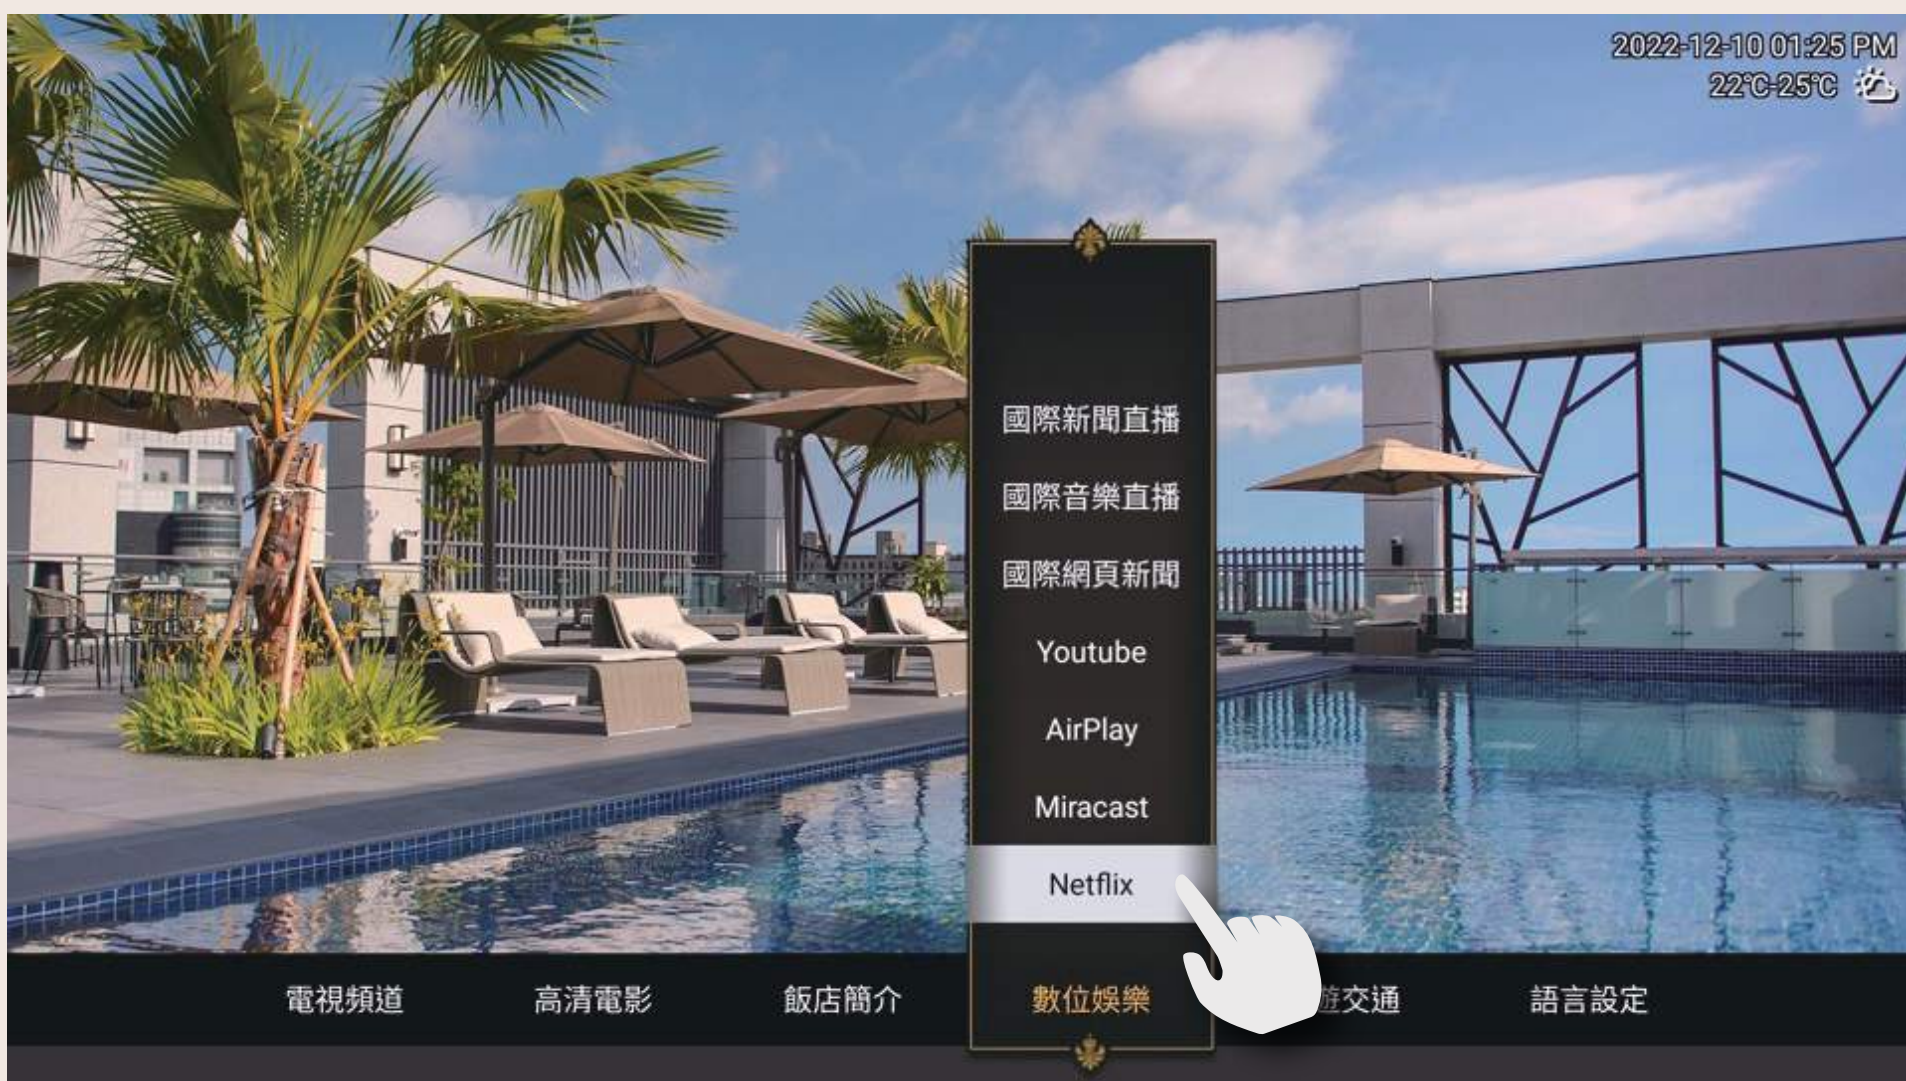 2022-12-10 01:25 PM
22°C-25°C
國際新聞直播
國際音樂直播
國際網頁新聞
Youtube
AirPlay
Miracast
Netflix
電視頻道 高清電影 飯店簡介 數位娛樂 遊交通 語言設定